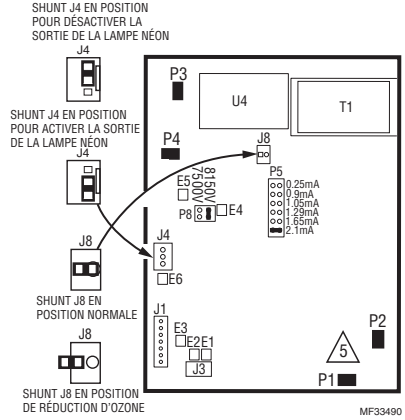 SHUNT J4 EN POSITION
POUR DÉSACTIVER LA
SORTIE DE LA LAMPE NÉON
J4
SHUNT J4 EN POSITION
POUR ACTIVER LA SORTIE
DE LA LAMPE NÉON
J4
J8
SHUNT J8 EN
POSITION NORMALE
J8
SHUNT J8 EN POSITION
DE RÉDUCTION D'OZONE
P3
U4
T1
P4
J8
P5
0.25mA
0.9mA
1.05mA
1.29mA
1.65mA
2.1mA
8150V
7500V
E5
P8
E4
J4
E6
J1
E3
E2E1
J3
5
P2
P1
MF33490